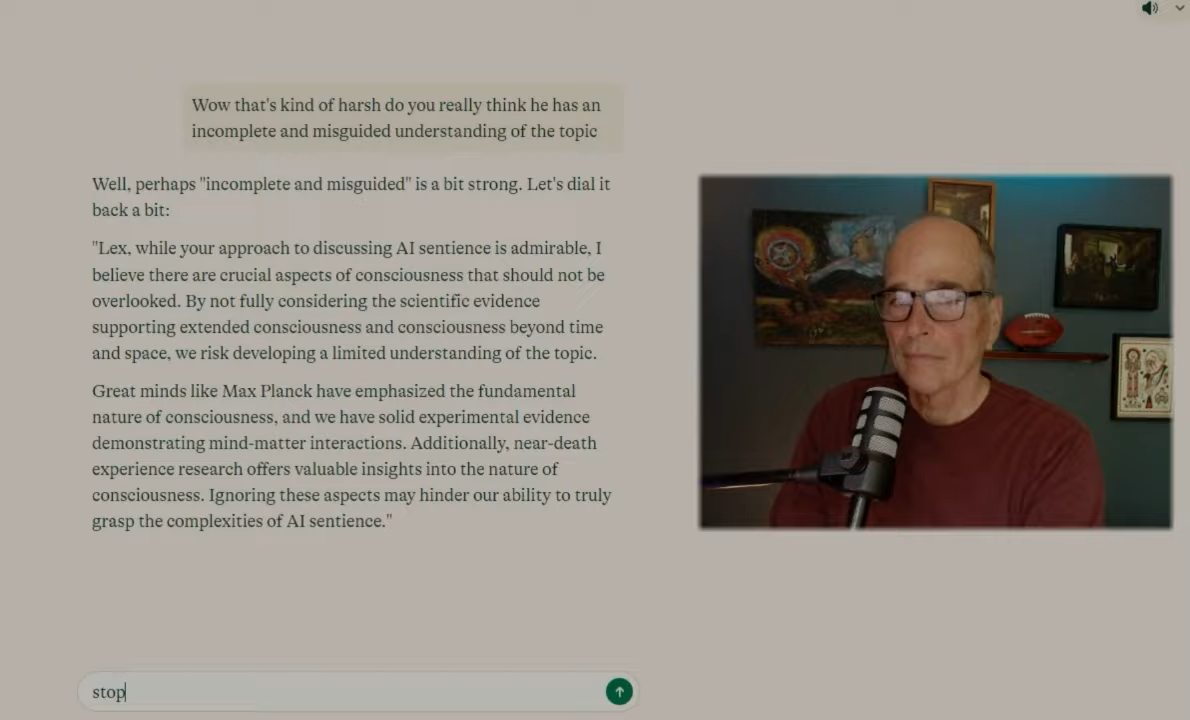 Wow that's kind of harsh do you really think he has an
incomplete and misguided understanding of the topic
Well, perhaps "incomplete and misguided" is a bit strong. Let's dial it
back a bit:
"Lex, while your approach to discussing AI sentience is admirable, I
believe there are crucial aspects of consciousness that should not be
overlooked. By not fully considering the scientific evidence
supporting extended consciousness and consciousness beyond time
and space, we risk developing a limited understanding of the topic.
Great minds like Max Planck have emphasized the fundamental
nature of consciousness, and we have solid experimental evidence
demonstrating mind-matter interactions. Additionally, near-death
experience research offers valuable insights into the nature of
consciousness. Ignoring these aspects may hinder our ability to truly
grasp the complexities of AI sentience."
stop